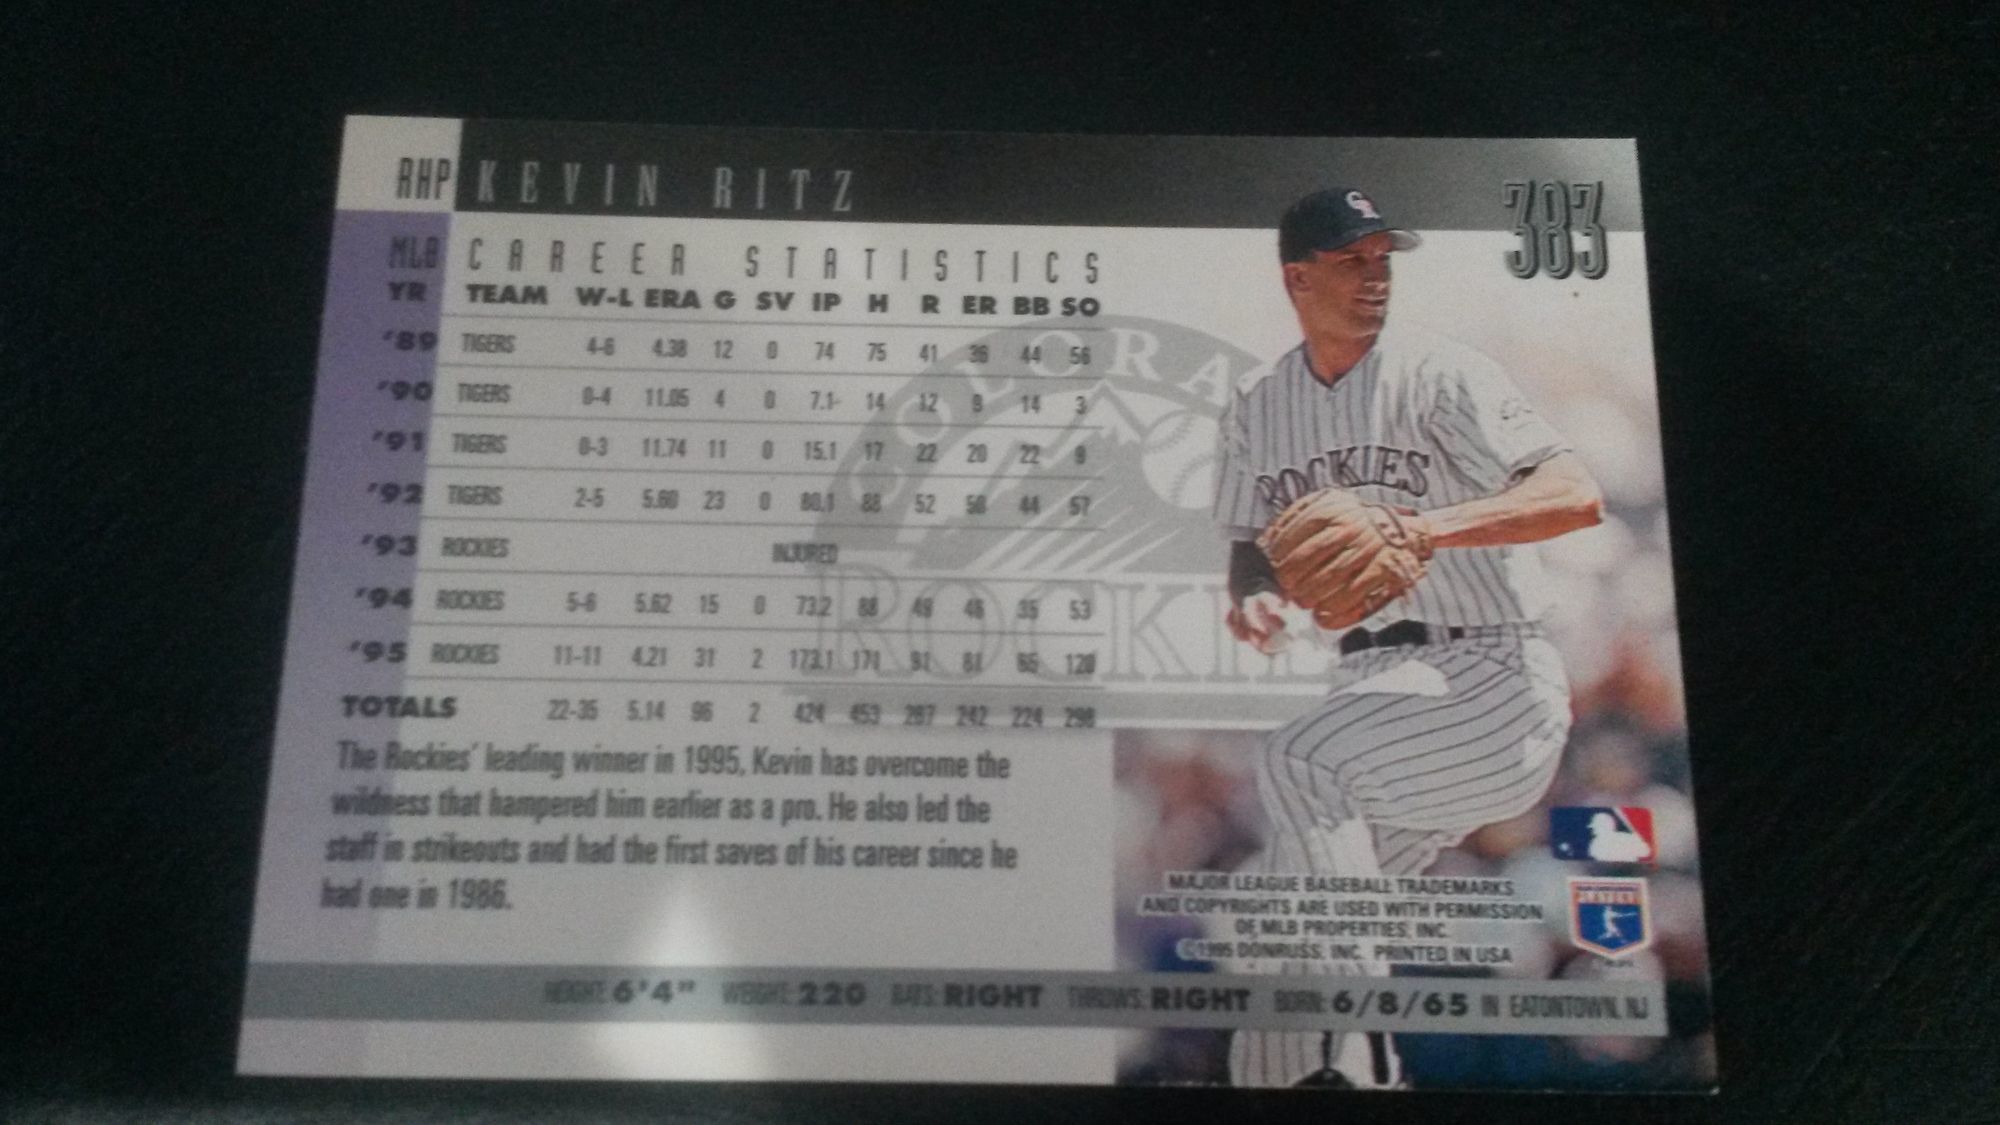 RHP KEVIN RITZ 383
MLB CAREER STATISTICS
YR TEAM W-L ERA G SV IP H R ER BB SO
'89 TIGERS 4-6 4.38 12 0 74 75 41 36 44 56
'90 TIGERS 0-4 11.05 4 0 7.1 14 12 9 14 3
'91 TIGERS 0-3 11.74 11 0 15.1 17 22 20 22 9
'92 TIGERS 2-5 5.60 23 0 80.1 88 52 50 44 57
'93 ROCKIES INJURED
'94 ROCKIES 5-6 5.62 15 0 73.2 88 49 46 35 53
'95 ROCKIES 11-11 4.21 31 2 173.1 171 91 81 65 120
TOTALS 22-35 5.14 96 2 424 453 267 242 224 298
COLORA
ROCKIE
ROCKIES
CR
The Rockies' leading winner in 1995, Kevin has overcome the
wildness that hampered him earlier as a pro. He also led the
staff in strikeouts and had the first saves of his career since he
had one in 1986.
MAJOR LEAGUE BASEBALL TRADEMARKS
AND COPYRIGHTS ARE USED WITH PERMISSION
OF MLB PROPERTIES, INC.
©1995 DONRUSS, INC. PRINTED IN USA
PLAYERS
HEIGHT: 6'4" WEIGHT: 220 BATS: RIGHT THROWS: RIGHT BORN: 6/8/65 IN EATONTOWN, NJ